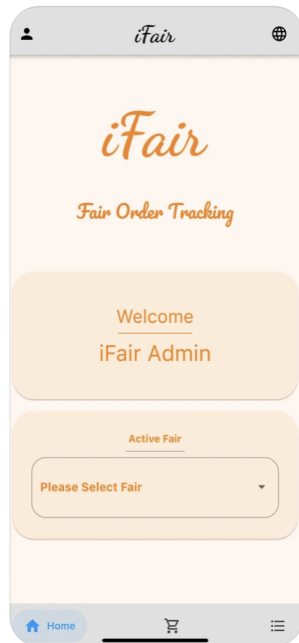 iFair
iFair
Fair Order Tracking
Welcome
iFair Admin
Active Fair
Please Select Fair
Home